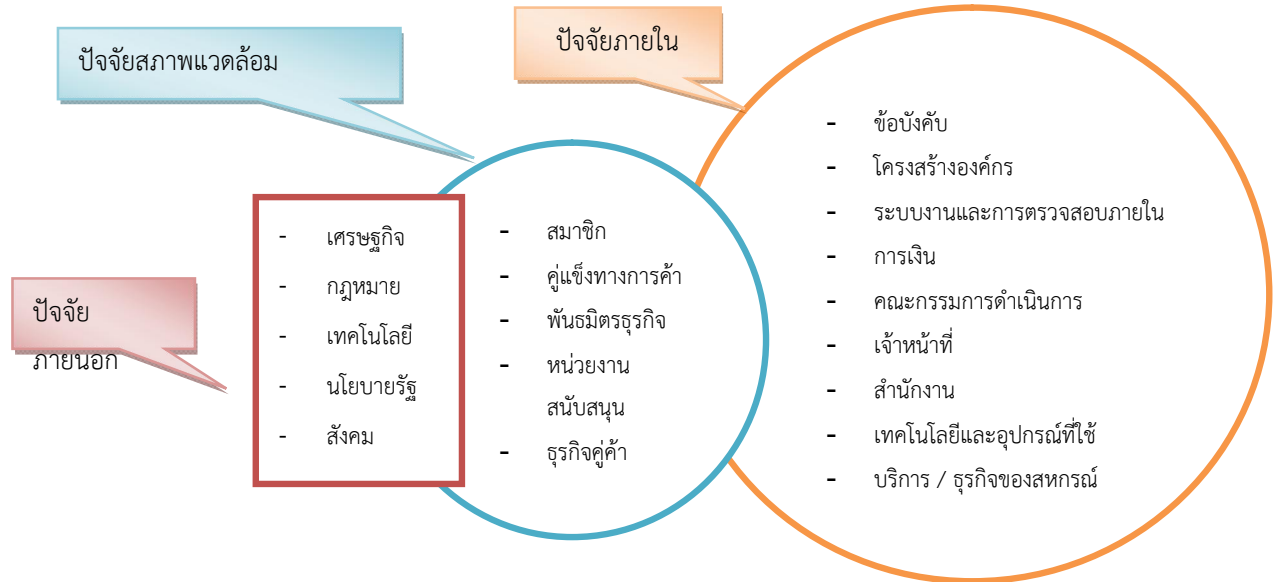 ปัจจัยสภาพแวดล้อม
ปัจจัยภายใน
ปัจจัย
ภายนอก
- เศรษฐกิจ
- กฎหมาย
- เทคโนโลยี
- นโยบายรัฐ
- สังคม
- สมาชิก
- คู่แข็งทางการค้า
- พันธมิตรธุรกิจ
- หน่วยงาน
สนับสนุน
- ธุรกิจคู่ค้า
- ข้อบังคับ
- โครงสร้างองค์กร
- ระบบงานและการตรวจสอบภายใน
- การเงิน
- คณะกรรมการดำเนินการ
- เจ้าหน้าที่
- สำนักงาน
- เทคโนโลยีและอุปกรณ์ที่ใช้
- บริการ / ธุรกิจของสหกรณ์